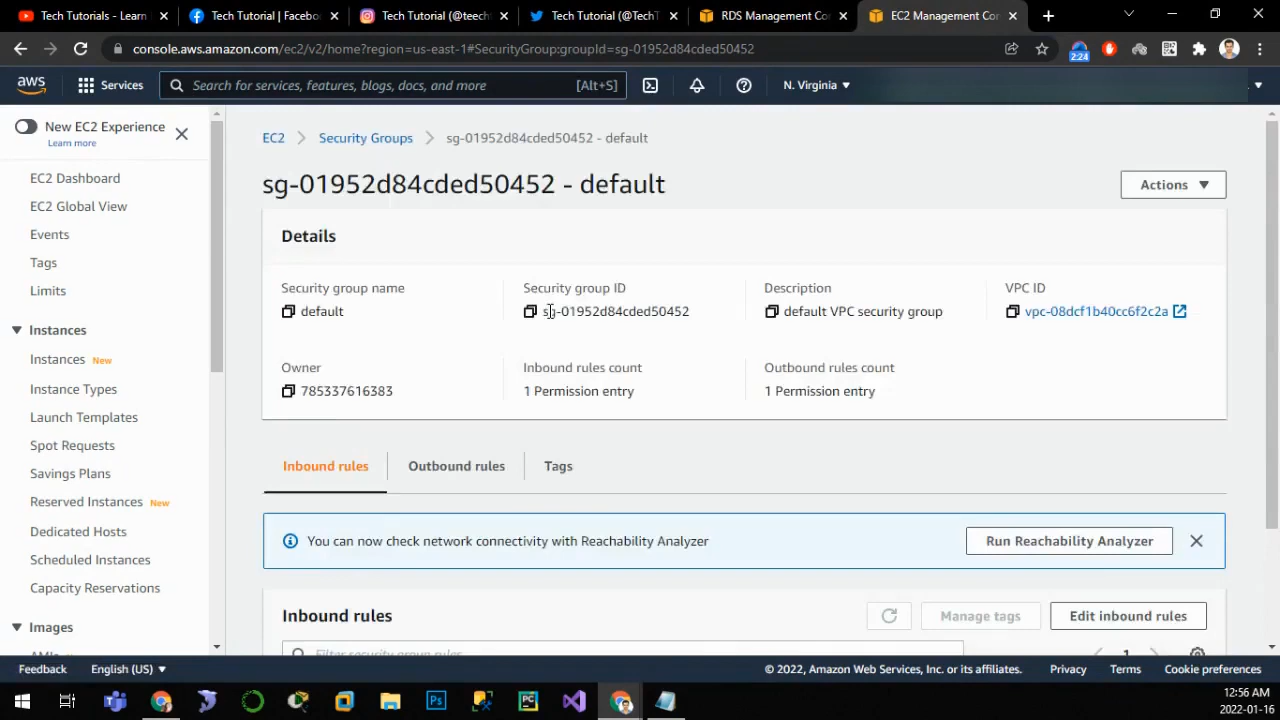 Tech Tutorials - Learn
Tech Tutorial | Facebo
Tech Tutorial (@teech
Tech Tutorial (@TechT
RDS Management Co
EC2 Management Co
console.aws.amazon.com/ec2/v2/home?region=us-east-1#SecurityGroup:groupId=sg-01952d84cded50452
2:24
aws
Services
Search for services, features, blogs, docs, and more
[Alt+S]
N. Virginia
New EC2 Experience
Learn more
EC2 Dashboard
EC2 Global View
Events
Tags
Limits
Instances
Instances New
Instance Types
Launch Templates
Spot Requests
Savings Plans
Reserved Instances New
Dedicated Hosts
Scheduled Instances
Capacity Reservations
Images
EC2 > Security Groups > sg-01952d84cded50452 - default
sg-01952d84cded50452 - default
Actions
Details
Security group name
default
Security group ID
sg-01952d84cded50452
Description
default VPC security group
VPC ID
vpc-08dcf1b40cc6f2c2a
Owner
785337616383
Inbound rules count
1 Permission entry
Outbound rules count
1 Permission entry
Inbound rules
Outbound rules
Tags
You can now check network connectivity with Reachability Analyzer
Run Reachability Analyzer
Inbound rules
Manage tags
Edit inbound rules
Filter security group rules
1
Feedback
English (US)
© 2022, Amazon Web Services, Inc. or its affiliates.
Privacy
Terms
Cookie preferences
12:56 AM
2022-01-16